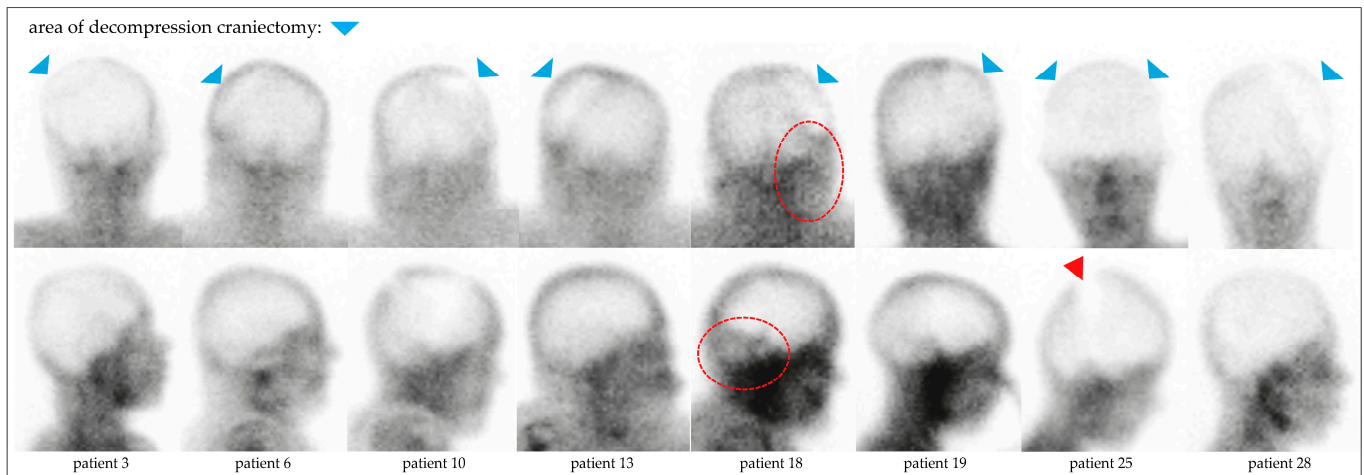 area of decompression craniectomy:
patient 3
patient 6
patient 10
patient 13
patient 18
patient 19
patient 25
patient 28